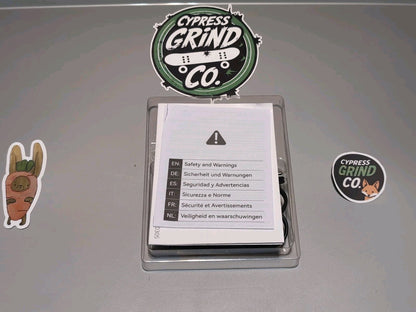 CYPRESS
GRIND
CO.
EN: Safety and Warnings
DE: Sicherheit und Warnungen
ES: Seguridad y Advertencias
IT: Sicurezza e Norme
FR: Sécurité et Avertissements
NL: Veiligheid en waarschuwingen
CYPRESS
GRIND
CO.